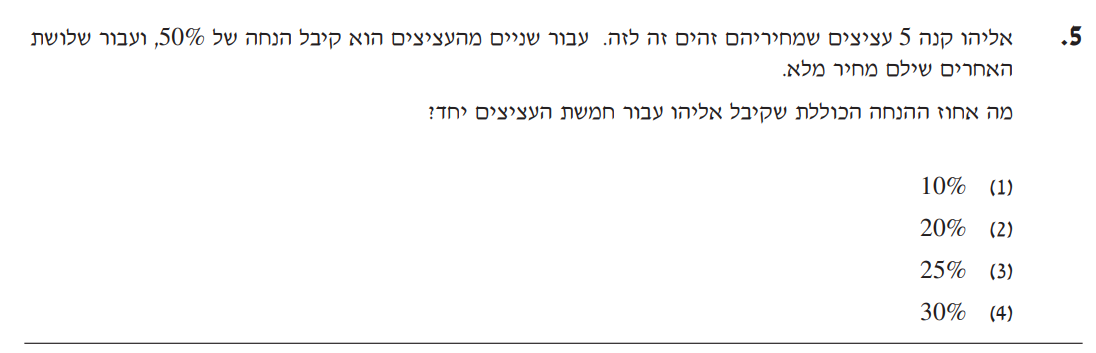 5. אליהו קנה 5 עציצים שמחיריהם זהים זה לזה. עבור שניים מהעציצים הוא קיבל הנחה של 50%, ועבור שלושת
האחרים שילם מחיר מלא.
מה אחוז ההנחה הכוללת שקיבל אליהו עבור חמשת העציצים יחד?
(1) 10%
(2) 20%
(3) 25%
(4) 30%